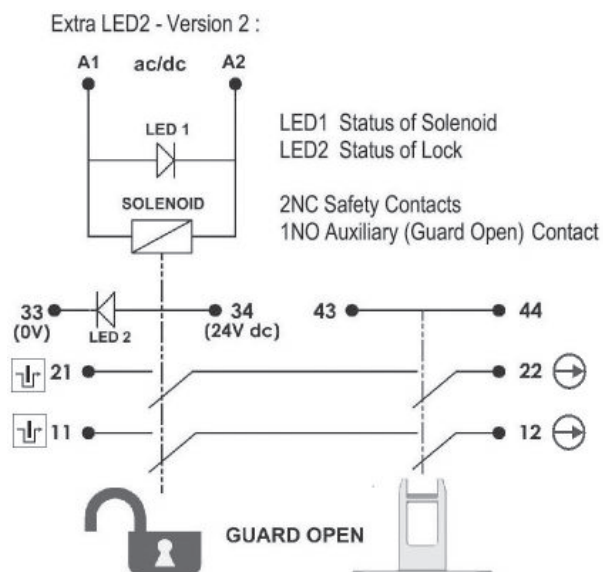 Extra LED2 - Version 2 :
A1 ac/dc A2
LED 1
LED1 Status of Solenoid
LED2 Status of Lock
SOLENOID
2NC Safety Contacts
1NO Auxiliary (Guard Open) Contact
33 34 43 44
(0V) LED 2 (24V dc)
21 22
11 12
GUARD OPEN